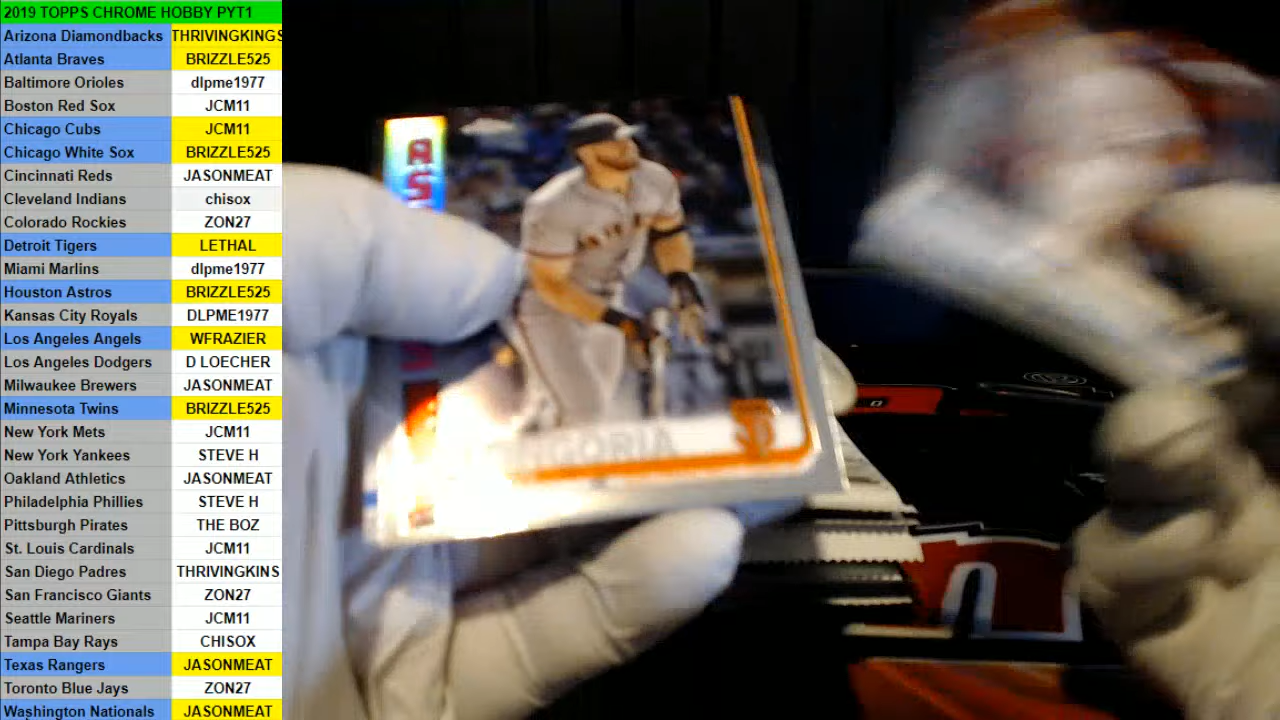 2019 TOPPS CHROME HOBBY PYT1
Arizona Diamondbacks THRIVINGKINGS
Atlanta Braves BRIZZLE525
Baltimore Orioles dlpme1977
Boston Red Sox JCM11
Chicago Cubs JCM11
Chicago White Sox BRIZZLE525
Cincinnati Reds JASONMEAT
Cleveland Indians chisox
Colorado Rockies ZON27
Detroit Tigers LETHAL
Miami Marlins dlpme1977
Houston Astros BRIZZLE525
Kansas City Royals DLPME1977
Los Angeles Angels WFRAZIER
Los Angeles Dodgers D LOECHER
Milwaukee Brewers JASONMEAT
Minnesota Twins BRIZZLE525
New York Mets JCM11
New York Yankees STEVE H
Oakland Athletics JASONMEAT
Philadelphia Phillies STEVE H
Pittsburgh Pirates THE BOZ
St. Louis Cardinals JCM11
San Diego Padres THRIVINGKINS
San Francisco Giants ZON27
Seattle Mariners JCM11
Tampa Bay Rays CHISOX
Texas Rangers JASONMEAT
Toronto Blue Jays ZON27
Washington Nationals JASONMEAT
SF